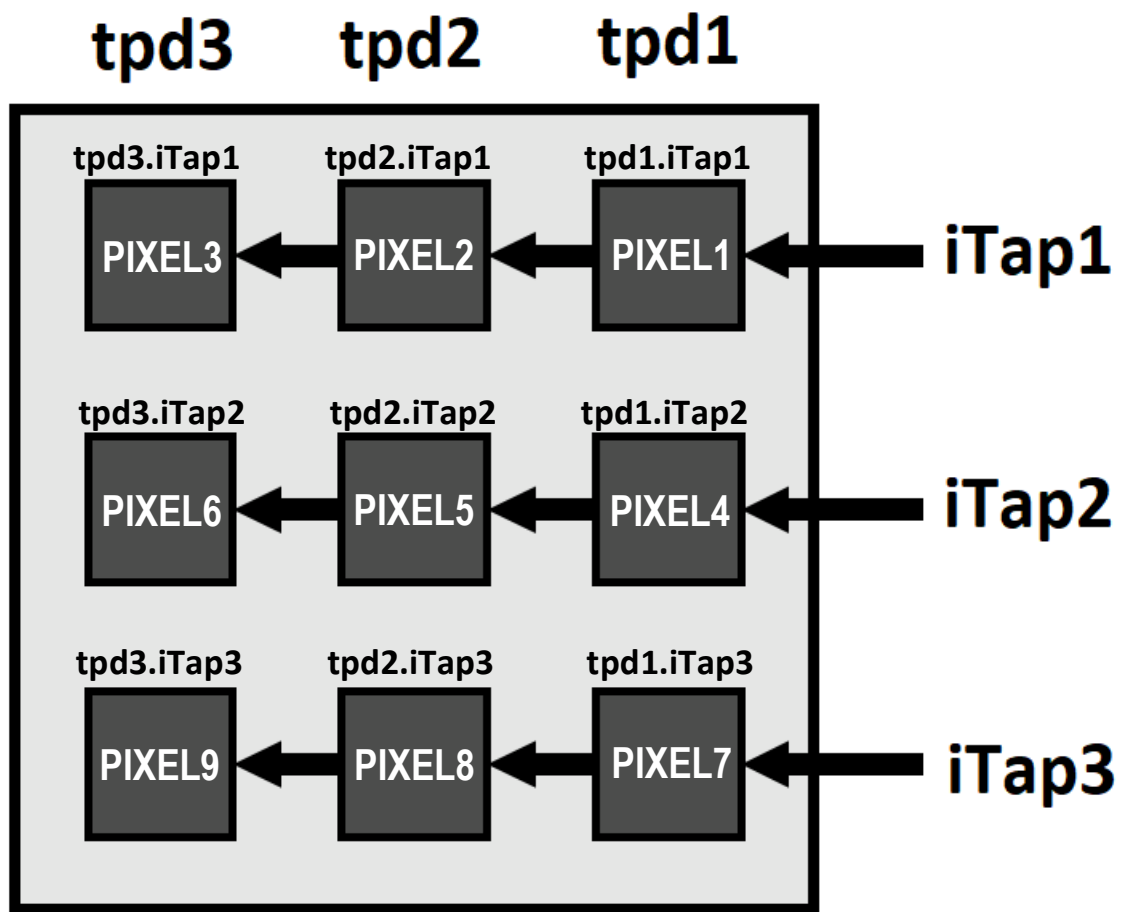 tpd3 tpd2 tpd1
tpd3.iTap1 tpd2.iTap1 tpd1.iTap1
PIXEL3 PIXEL2 PIXEL1 iTap1
tpd3.iTap2 tpd2.iTap2 tpd1.iTap2
PIXEL6 PIXEL5 PIXEL4 iTap2
tpd3.iTap3 tpd2.iTap3 tpd1.iTap3
PIXEL9 PIXEL8 PIXEL7 iTap3